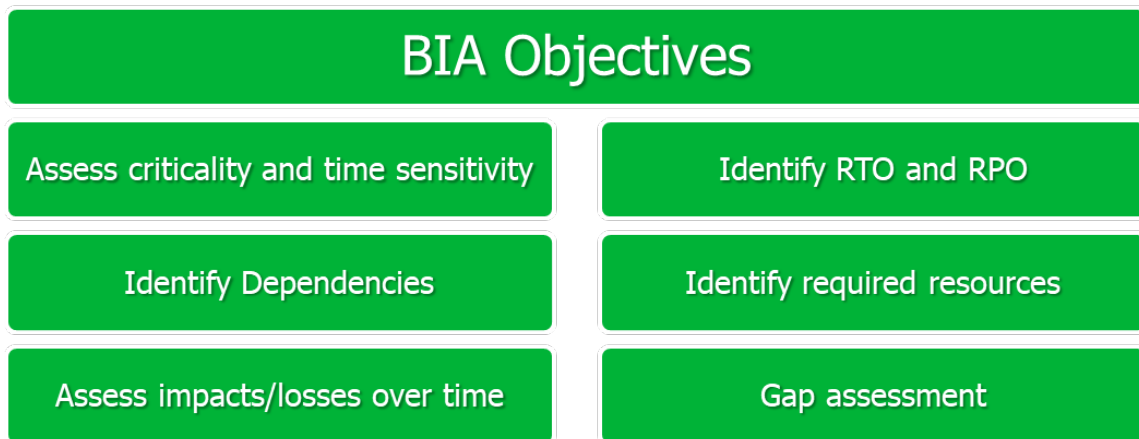 BIA Objectives
Assess criticality and time sensitivity
Identify RTO and RPO
Identify Dependencies
Identify required resources
Assess impacts/losses over time
Gap assessment